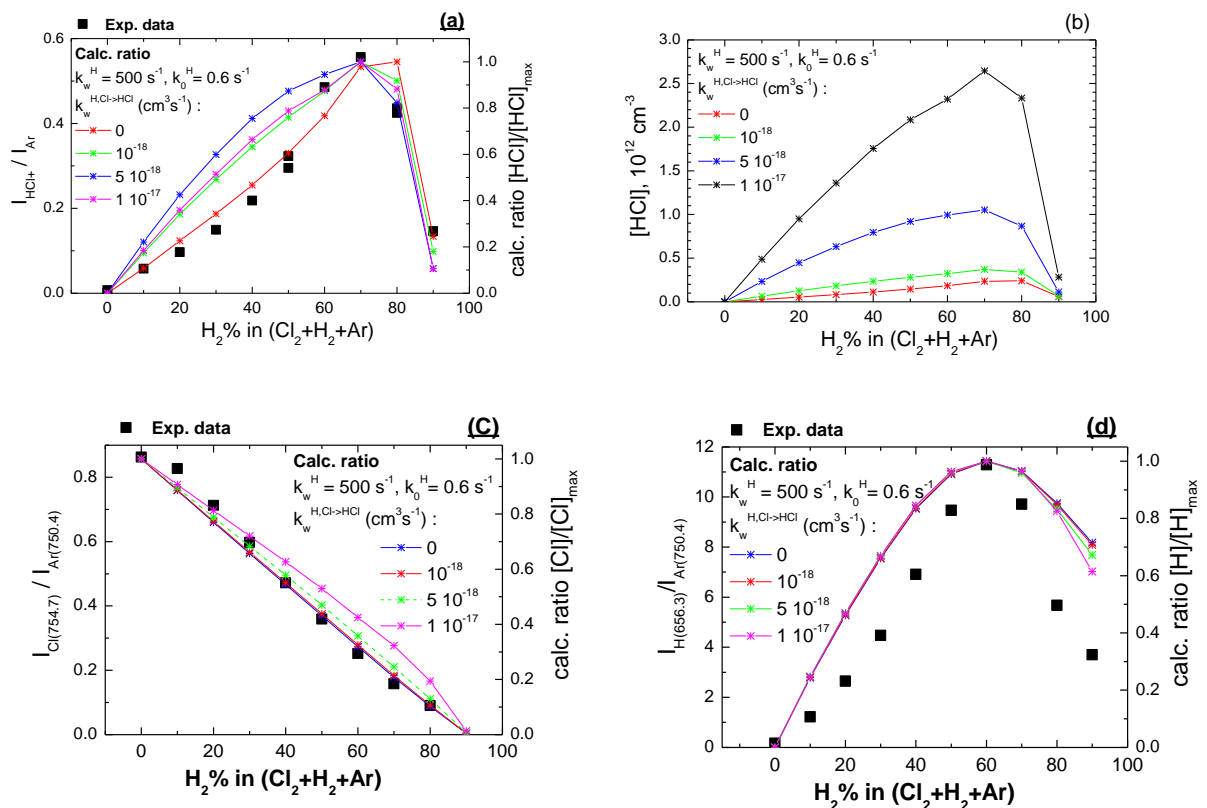 ■ Exp. data
(a)
Calc. ratio
k_w^H = 500 s^-1, k_0^H = 0.6 s^-1
k_w^H,Cl->HCl (cm^3s^-1) :
0
10^-18
5 10^-18
1 10^-17
0.6
0.4
0.2
0.0
I_HCl+ / I_Ar
1.0
0.8
0.6
0.4
0.2
0.0
calc. ratio [HCl]/[HCl]_max
0 20 40 60 80 100
H_2% in (Cl_2+H_2+Ar)
(b)
k_w^H = 500 s^-1, k_0^H = 0.6 s^-1
k_w^H,Cl->HCl (cm^3s^-1) :
0
10^-18
5 10^-18
1 10^-17
3.0
2.5
2.0
1.5
1.0
0.5
0.0
[HCl], 10^12 cm^-3
0 20 40 60 80 100
H_2% in (Cl_2+H_2+Ar)
■ Exp. data
(C)
Calc. ratio
k_w^H = 500 s^-1, k_0^H = 0.6 s^-1
k_w^H,Cl->HCl (cm^3s^-1) :
0
10^-18
5 10^-18
1 10^-17
0.8
0.6
0.4
0.2
0.0
I_Cl(754.7) / I_Ar(750.4)
1.0
0.8
0.6
0.4
0.2
0.0
calc. ratio [Cl]/[Cl]_max
0 20 40 60 80 100
H_2% in (Cl_2+H_2+Ar)
■ Exp. data
(d)
Calc. ratio
k_w^H = 500 s^-1, k_0^H = 0.6 s^-1
k_w^H,Cl->HCl (cm^3s^-1) :
0
10^-18
5 10^-18
1 10^-17
12
10
8
6
4
2
0
I_H(656.3)/I_Ar(750.4)
1.0
0.8
0.6
0.4
0.2
0.0
calc. ratio [H]/[H]_max
0 20 40 60 80 100
H_2% in (Cl_2+H_2+Ar)